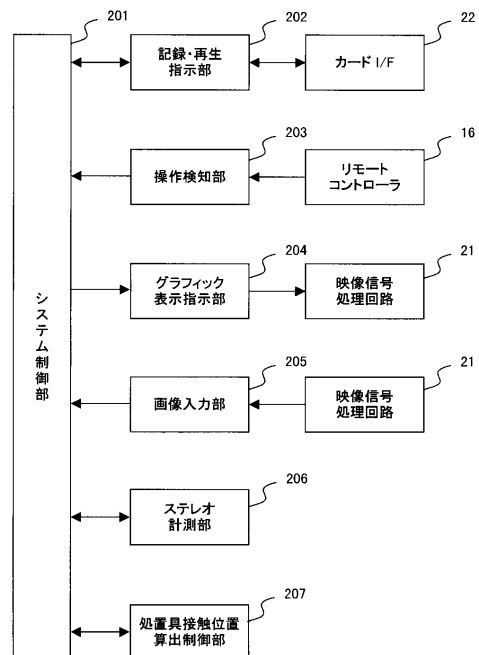 201
202
22
記録・再生
指示部
カード I/F
203
16
操作検知部
リモート
コントローラ
204
21
グラフィック
表示指示部
映像信号
処理回路
システム制御部
205
21
画像入力部
映像信号
処理回路
206
ステレオ
計測部
207
処置具接触位置
算出制御部